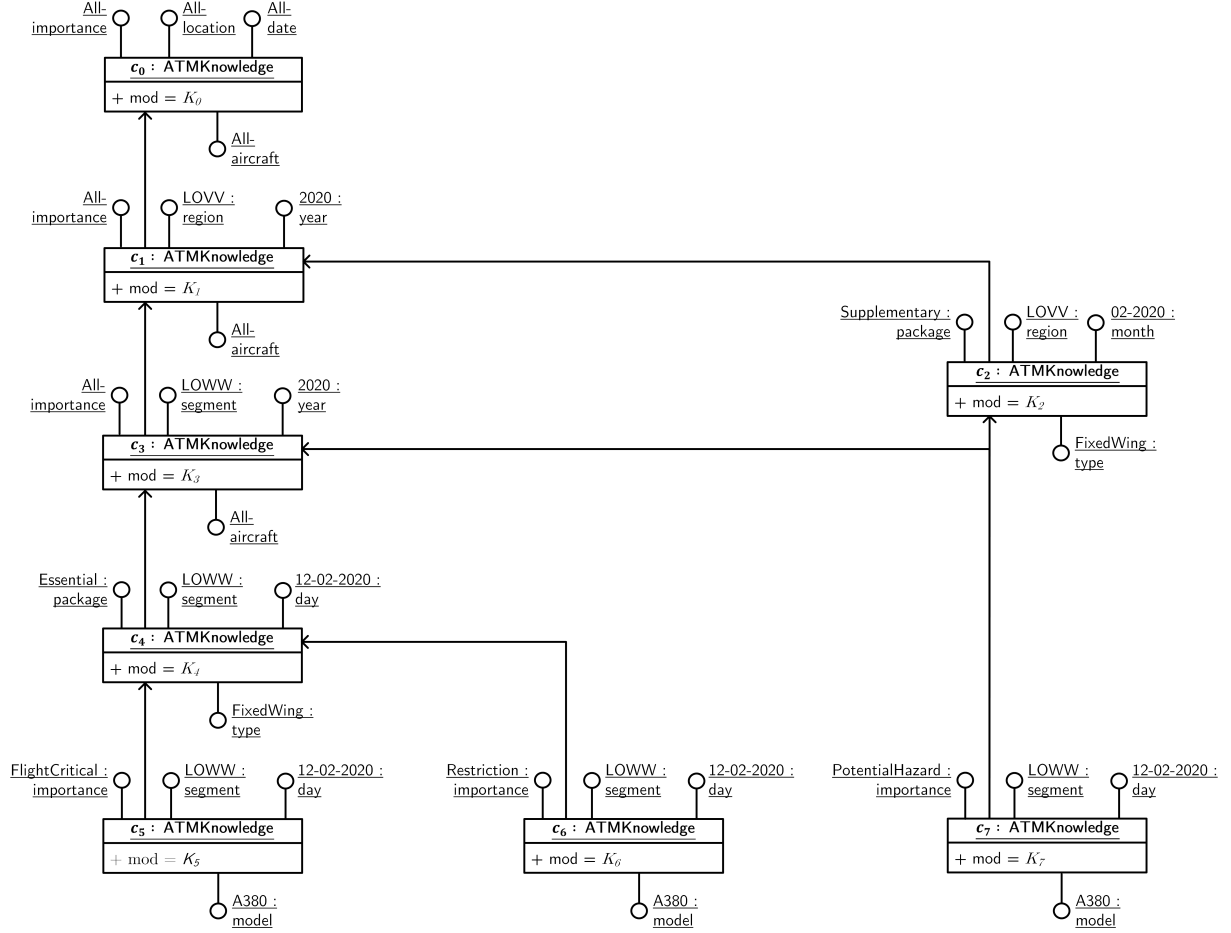 All-
importance
All-
location
All-
date
c0 : ATMKnowledge
+ mod = K0
All-
aircraft
All-
importance
LOVV :
region
2020 :
year
c1 : ATMKnowledge
+ mod = K1
All-
aircraft
Supplementary :
package
LOVV :
region
02-2020 :
month
c2 : ATMKnowledge
+ mod = K2
FixedWing :
type
All-
importance
LOWW :
segment
2020 :
year
c3 : ATMKnowledge
+ mod = K3
All-
aircraft
Essential :
package
LOWW :
segment
12-02-2020 :
day
c4 : ATMKnowledge
+ mod = K4
FixedWing :
type
FlightCritical :
importance
LOWW :
segment
12-02-2020 :
day
c5 : ATMKnowledge
+ mod = K5
A380 :
model
Restriction :
importance
LOWW :
segment
12-02-2020 :
day
c6 : ATMKnowledge
+ mod = K6
A380 :
model
PotentialHazard :
importance
LOWW :
segment
12-02-2020 :
day
c7 : ATMKnowledge
+ mod = K7
A380 :
model